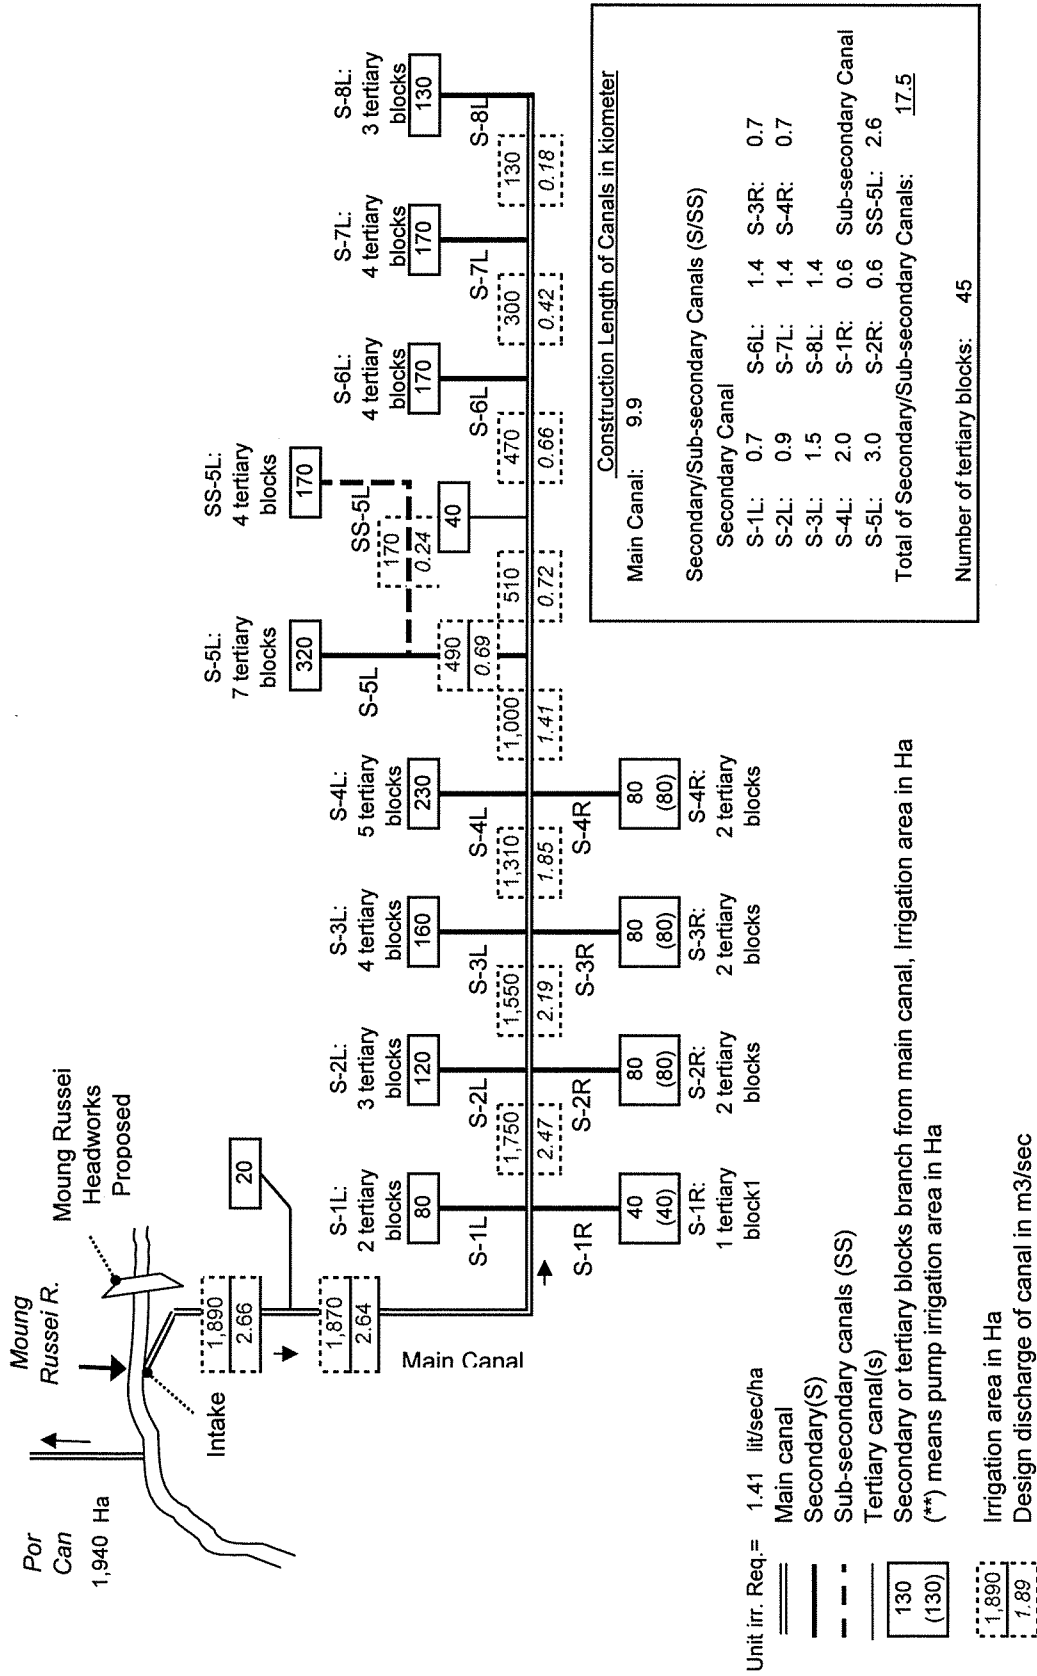 Por
Can
1,940 Ha
Moung
Russei R.
Moung Russei
Headworks
Proposed
Intake
1,890
2.66
20
1,870
2.64
Main Canal
S-1L:
2 tertiary
blocks
80
S-1L
S-1R
40
(40)
S-1R:
1 tertiary
block1
1,750
2.47
S-2L:
3 tertiary
blocks
120
S-2L
S-2R
80
(80)
S-2R:
2 tertiary
blocks
1,550
2.19
S-3L:
4 tertiary
blocks
160
S-3L
S-3R
80
(80)
S-3R:
2 tertiary
blocks
1,310
1.85
S-4L:
5 tertiary
blocks
230
S-4L
S-4R
80
(80)
S-4R:
2 tertiary
blocks
1,000
1.41
S-5L:
7 tertiary
blocks
320
S-5L
490
0.69
SS-5L:
4 tertiary
blocks
170
SS-5L
170
0.24
510
0.72
40
470
0.66
S-6L:
4 tertiary
blocks
170
S-6L
300
0.42
S-7L:
4 tertiary
blocks
170
S-7L
130
0.18
S-8L:
3 tertiary
blocks
130
S-8L
Unit irr. Req.= 1.41 lit/sec/ha
Main canal
Secondary(S)
Sub-secondary canals (SS)
Tertiary canal(s)
130 Secondary or tertiary blocks branch from main canal, Irrigation area in Ha
(130) (**) means pump irrigation area in Ha
1,890 Irrigation area in Ha
1.89 Design discharge of canal in m3/sec
Construction Length of Canals in kiometer
Main Canal: 9.9
Secondary/Sub-secondary Canals (S/SS)
Secondary Canal
S-1L: 0.7 S-6L: 1.4 S-3R: 0.7
S-2L: 0.9 S-7L: 1.4 S-4R: 0.7
S-3L: 1.5 S-8L: 1.4
S-4L: 2.0 S-1R: 0.6 Sub-secondary Canal
S-5L: 3.0 S-2R: 0.6 SS-5L: 2.6
Total of Secondary/Sub-secondary Canals: 17.5
Number of tertiary blocks: 45